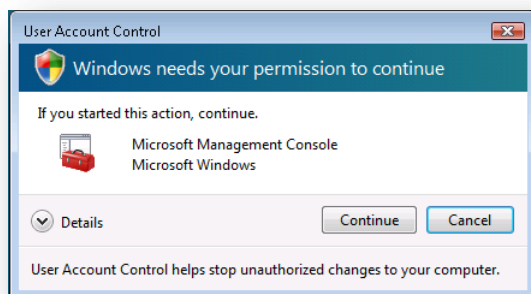 User Account Control
Windows needs your permission to continue
If you started this action, continue.
Microsoft Management Console
Microsoft Windows
Details
Continue
Cancel
User Account Control helps stop unauthorized changes to your computer.